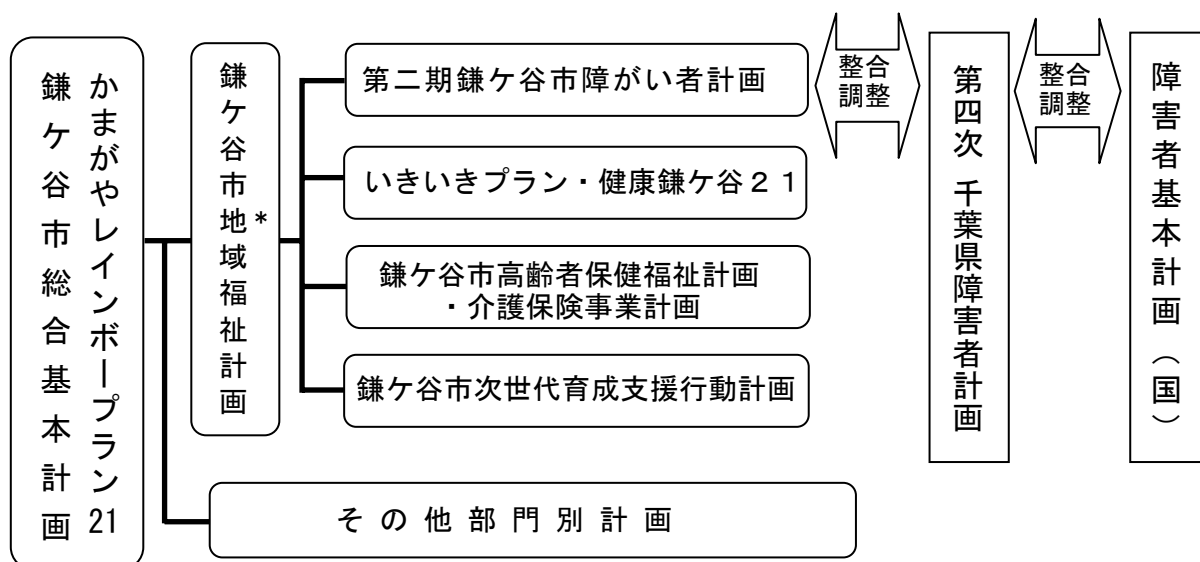 かまがやレインボープラン21
鎌ケ谷市総合基本計画
鎌ケ谷市地域福祉計画
*
第二期鎌ケ谷市障がい者計画
いきいきプラン・健康鎌ケ谷２１
鎌ケ谷市高齢者保健福祉計画
・介護保険事業計画
鎌ケ谷市次世代育成支援行動計画
その他部門別計画
整合
調整
第四次 千葉県障害者計画
整合
調整
障害者基本計画（国）